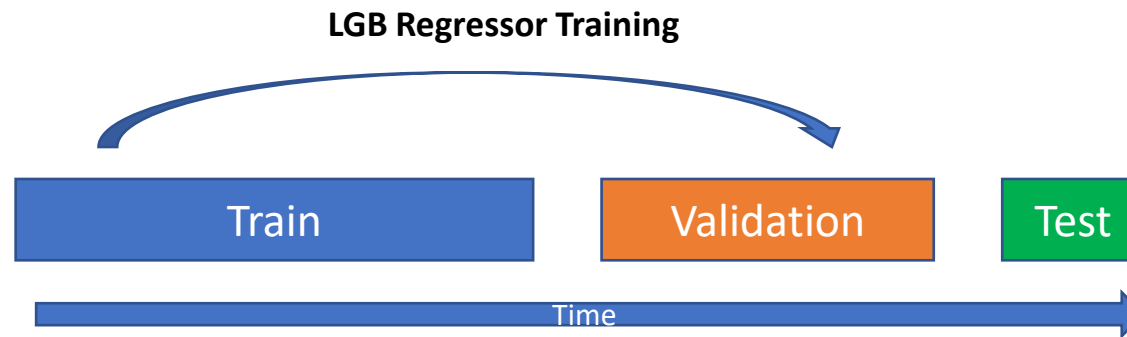 LGB Regressor Training
Train
Validation
Test
Time